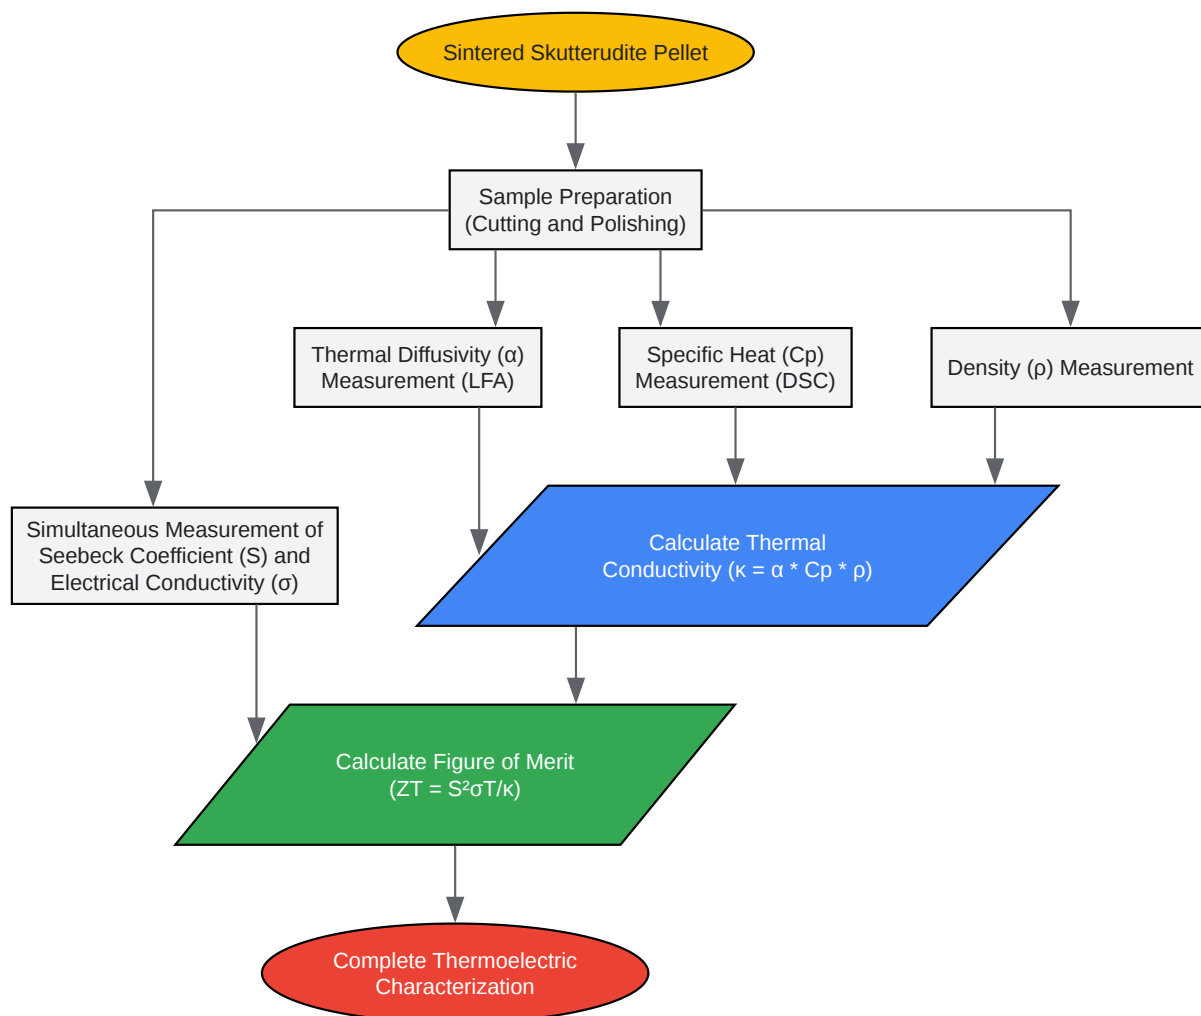 Sintered Skutterudite Pellet
Sample Preparation
(Cutting and Polishing)
Thermal Diffusivity (α)
Measurement (LFA)
Specific Heat (Cp)
Measurement (DSC)
Density (ρ) Measurement
Simultaneous Measurement of
Seebeck Coefficient (S) and
Electrical Conductivity (σ)
Calculate Thermal
Conductivity (κ = α * Cp * ρ)
Calculate Figure of Merit
(ZT = S²σT/κ)
Complete Thermoelectric
Characterization